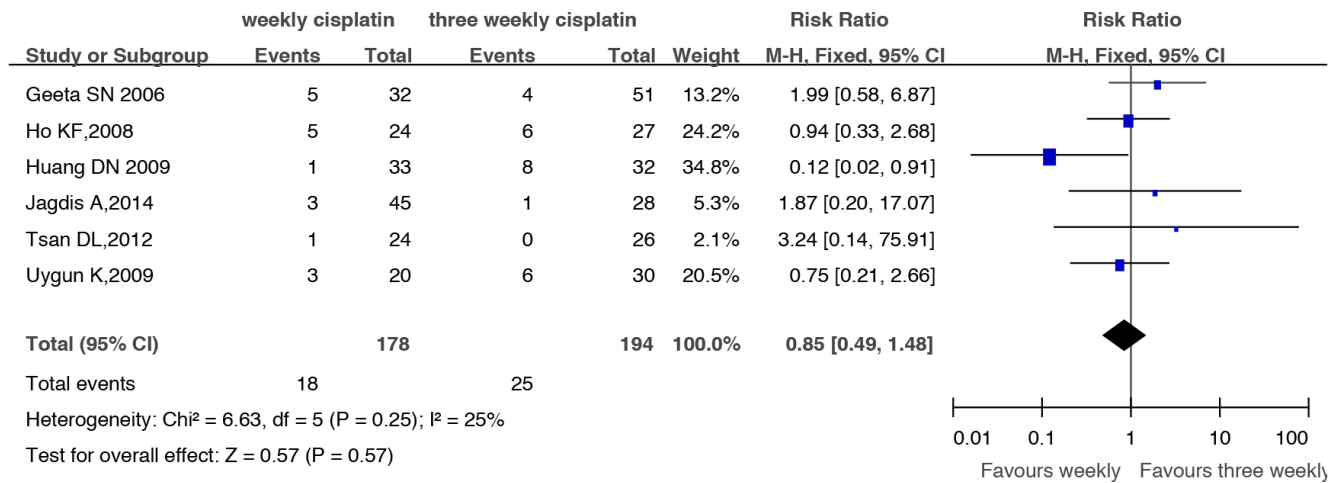 weekly cisplatin three weekly cisplatin Risk Ratio Risk Ratio
Study or Subgroup Events Total Events Total Weight M-H, Fixed, 95% CI M-H, Fixed, 95% CI
Geeta SN 2006 5 32 4 51 13.2% 1.99 [0.58, 6.87]
Ho KF,2008 5 24 6 27 24.2% 0.94 [0.33, 2.68]
Huang DN 2009 1 33 8 32 34.8% 0.12 [0.02, 0.91]
Jagdis A,2014 3 45 1 28 5.3% 1.87 [0.20, 17.07]
Tsan DL,2012 1 24 0 26 2.1% 3.24 [0.14, 75.91]
Uygun K,2009 3 20 6 30 20.5% 0.75 [0.21, 2.66]
Total (95% CI) 178 194 100.0% 0.85 [0.49, 1.48]
Total events 18 25
Heterogeneity: Chi² = 6.63, df = 5 (P = 0.25); I² = 25%
Test for overall effect: Z = 0.57 (P = 0.57)
0.01 0.1 1 10 100
Favours weekly Favours three weekly